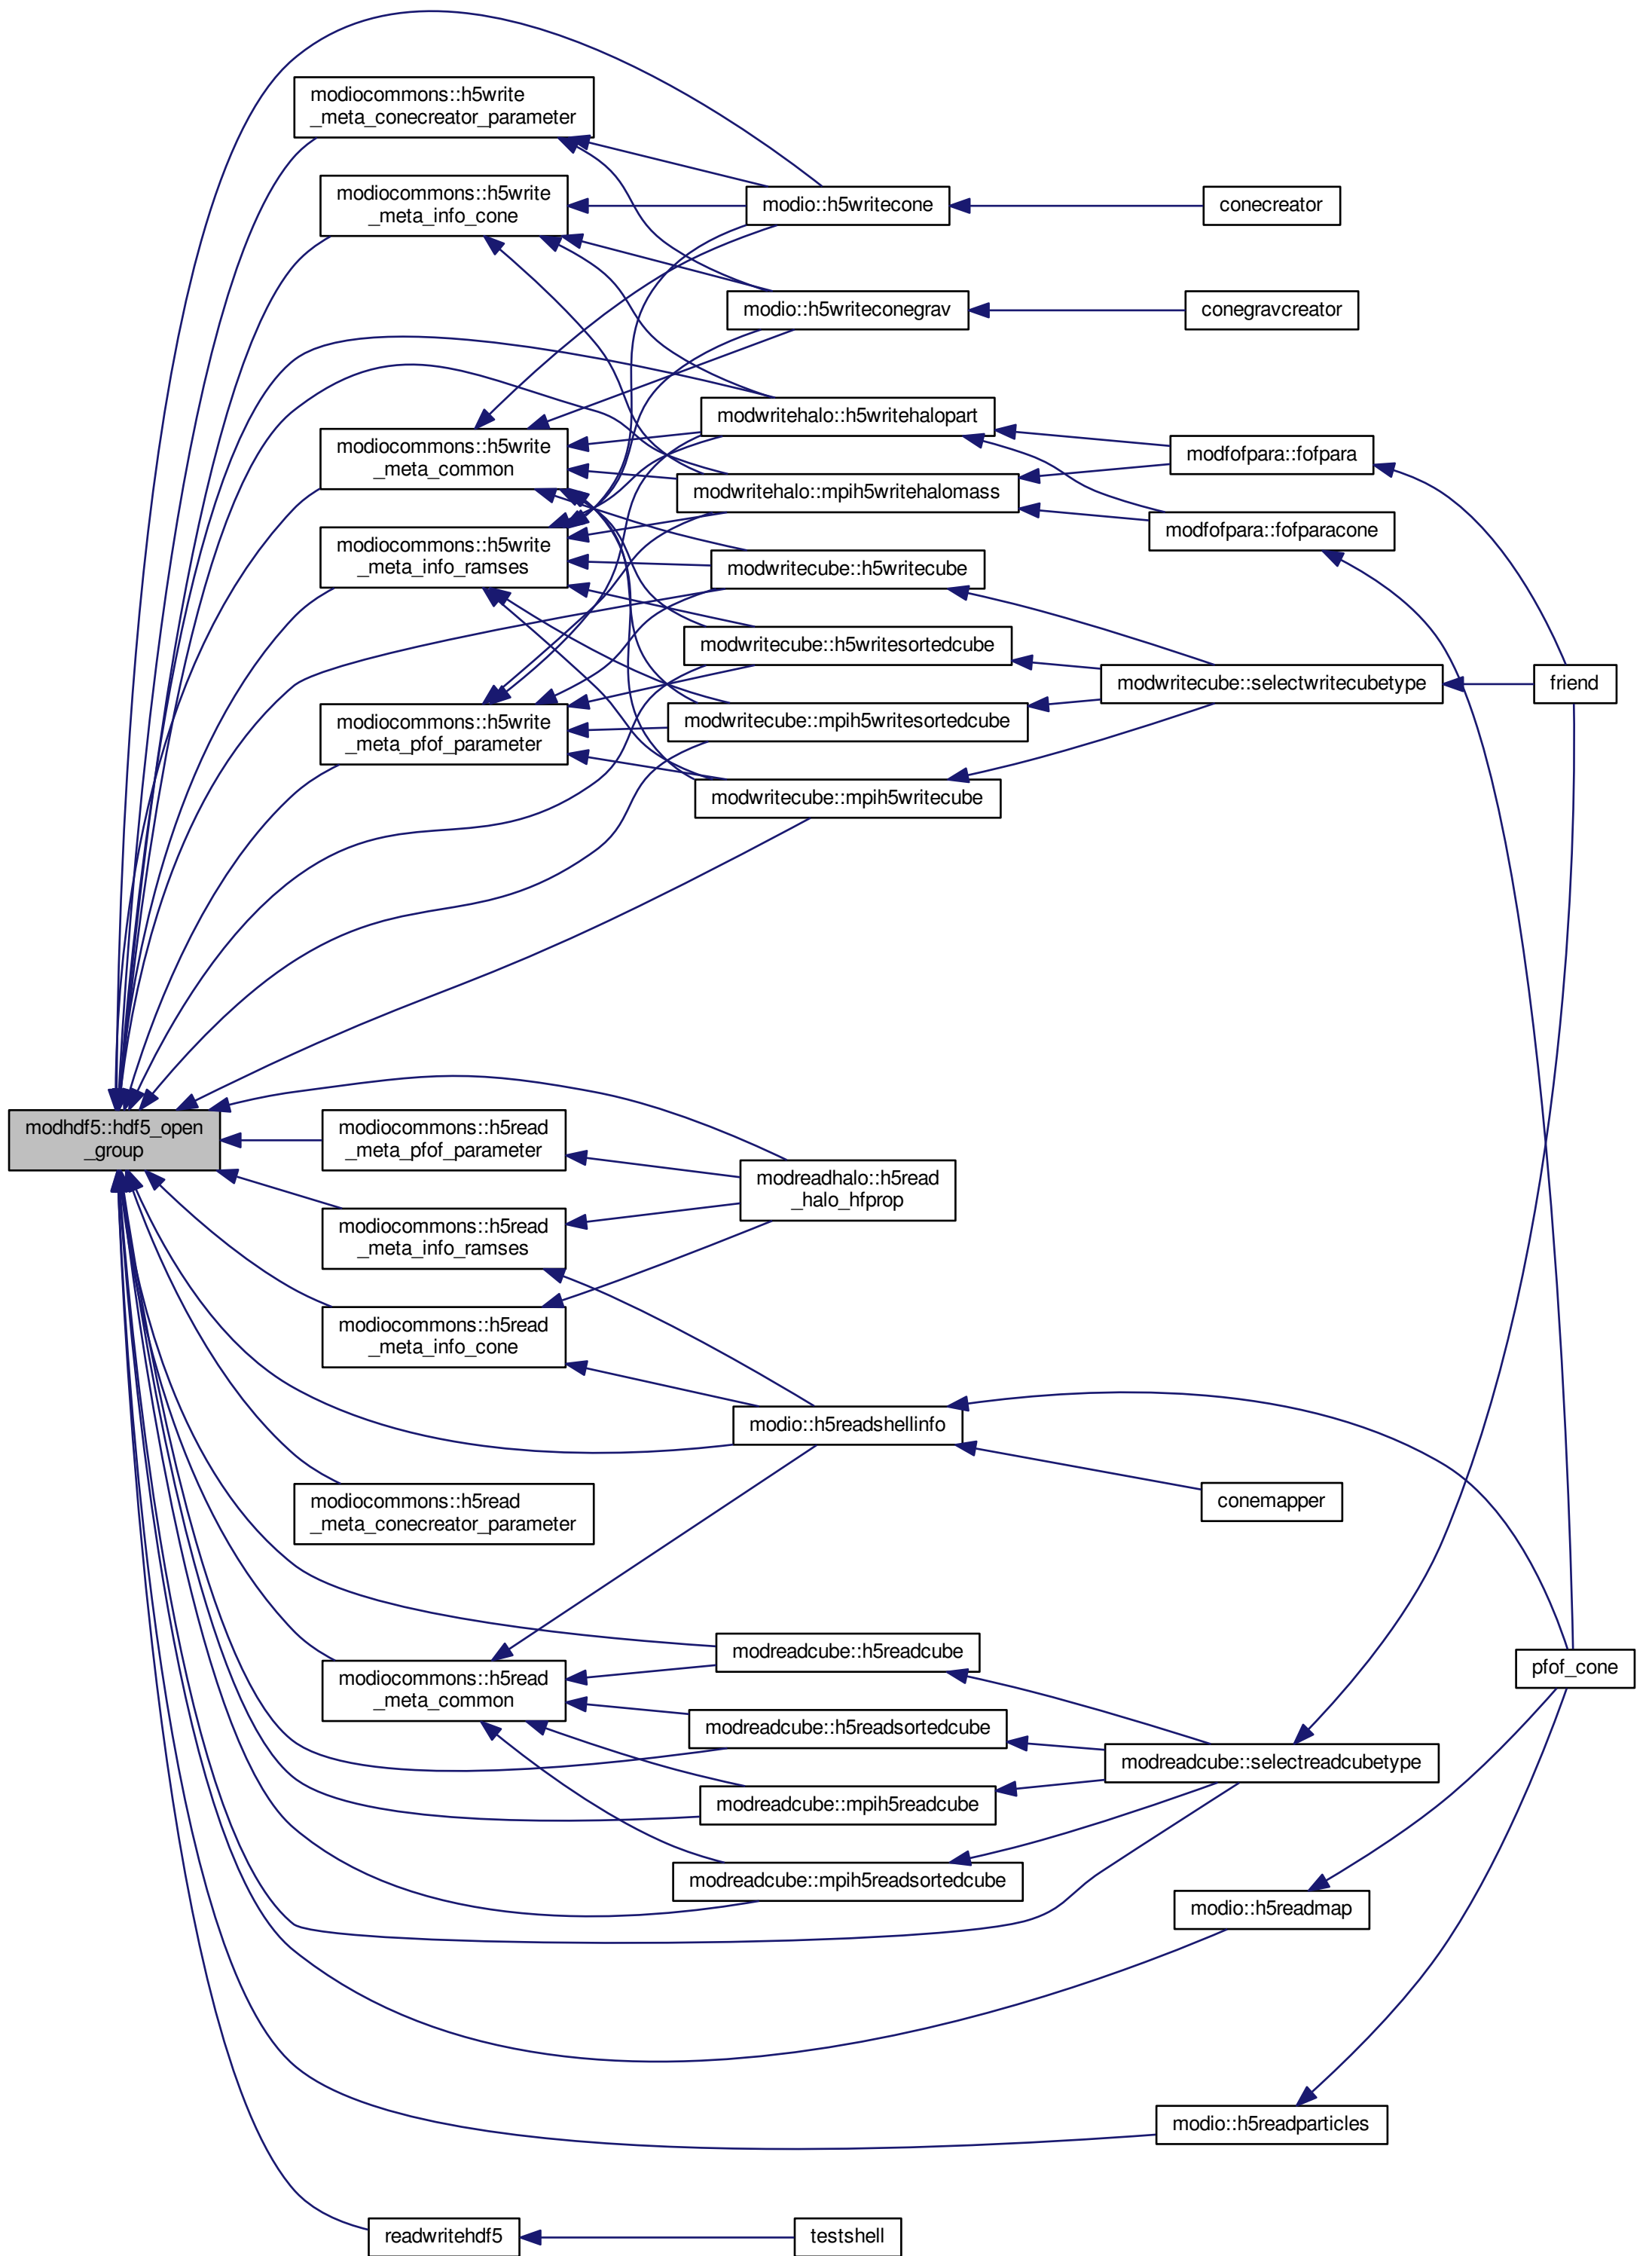 modiocommons::h5write
_meta_conecreator_parameter
modiocommons::h5write
_meta_info_cone
modio::h5writecone
conecreator
modio::h5writeconegrav
conegravcreator
modwritehalo::h5writehalopart
modiocommons::h5write
_meta_common
modfofpara::fofpara
modwritehalo::mpih5writehalomass
modfofpara::fofparacone
modiocommons::h5write
_meta_info_ramses
modwritecube::h5writecube
modwritecube::h5writesortedcube
modwritecube::selectwritecubetype
friend
modiocommons::h5write
_meta_pfof_parameter
modwritecube::mpih5writesortedcube
modwritecube::mpih5writecube
modhdf5::hdf5_open
_group
modiocommons::h5read
_meta_pfof_parameter
modreadhalo::h5read
_halo_hfprop
modiocommons::h5read
_meta_info_ramses
modiocommons::h5read
_meta_info_cone
modio::h5readshellinfo
conemapper
modiocommons::h5read
_meta_conecreator_parameter
modreadcube::h5readcube
pfof_cone
modiocommons::h5read
_meta_common
modreadcube::h5readsortedcube
modreadcube::selectreadcubetype
modreadcube::mpih5readcube
modreadcube::mpih5readsortedcube
modio::h5readmap
modio::h5readparticles
readwritehdf5
testshell